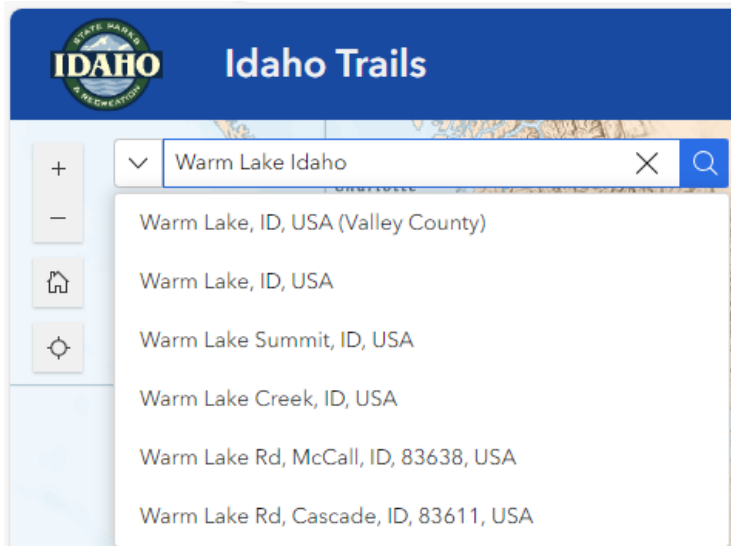 STATE PARKS
IDAHO
& RECREATION
Idaho Trails
Warm Lake Idaho
Warm Lake, ID, USA (Valley County)
Warm Lake, ID, USA
Warm Lake Summit, ID, USA
Warm Lake Creek, ID, USA
Warm Lake Rd, McCall, ID, 83638, USA
Warm Lake Rd, Cascade, ID, 83611, USA